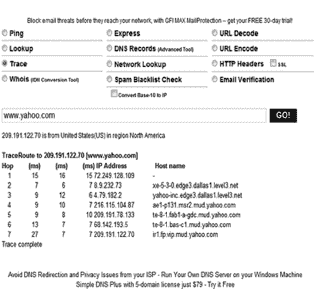 Block email threats before they reach your network, with GFI MAX MailProtection – get your FREE 30-day trial!
Ping Express URL Decode
Lookup DNS Records (Advanced Tool) URL Encode
Trace Network Lookup HTTP Headers SSL
Whois (IDN Conversion Tool) Spam Blacklist Check Email Verification
Convert Base-10 to IP
www.yahoo.com GO!
209.191.122.70 is from United States(US) in region North America
TraceRoute to 209.191.122.70 [www.yahoo.com]
Hop (ms) (ms) (ms) IP Address Host name
1 15 16 15 72.249.128.109 -
2 7 6 7 8.9.232.73 xe-5-3-0.edge3.dallas1.level3.net
3 9 12 6 4.79.182.2 yahoo-inc.edge3.dallas1.level3.net
4 9 10 7 216.115.104.87 ae1-p131.msr2.mud.yahoo.com
5 9 8 10 209.191.78.133 te-8-1.fab1-a-gdc.mud.yahoo.com
6 13 7 7 68.142.193.5 te-8-1.bas-c1.mud.yahoo.com
7 27 7 7 209.191.122.70 ir1.fp.vip.mud.yahoo.com
Trace complete
Avoid DNS Redirection and Privacy Issues from your ISP - Run Your Own DNS Server on your Windows Machine
Simple DNS Plus with 5-domain license just $79 - Try it Free